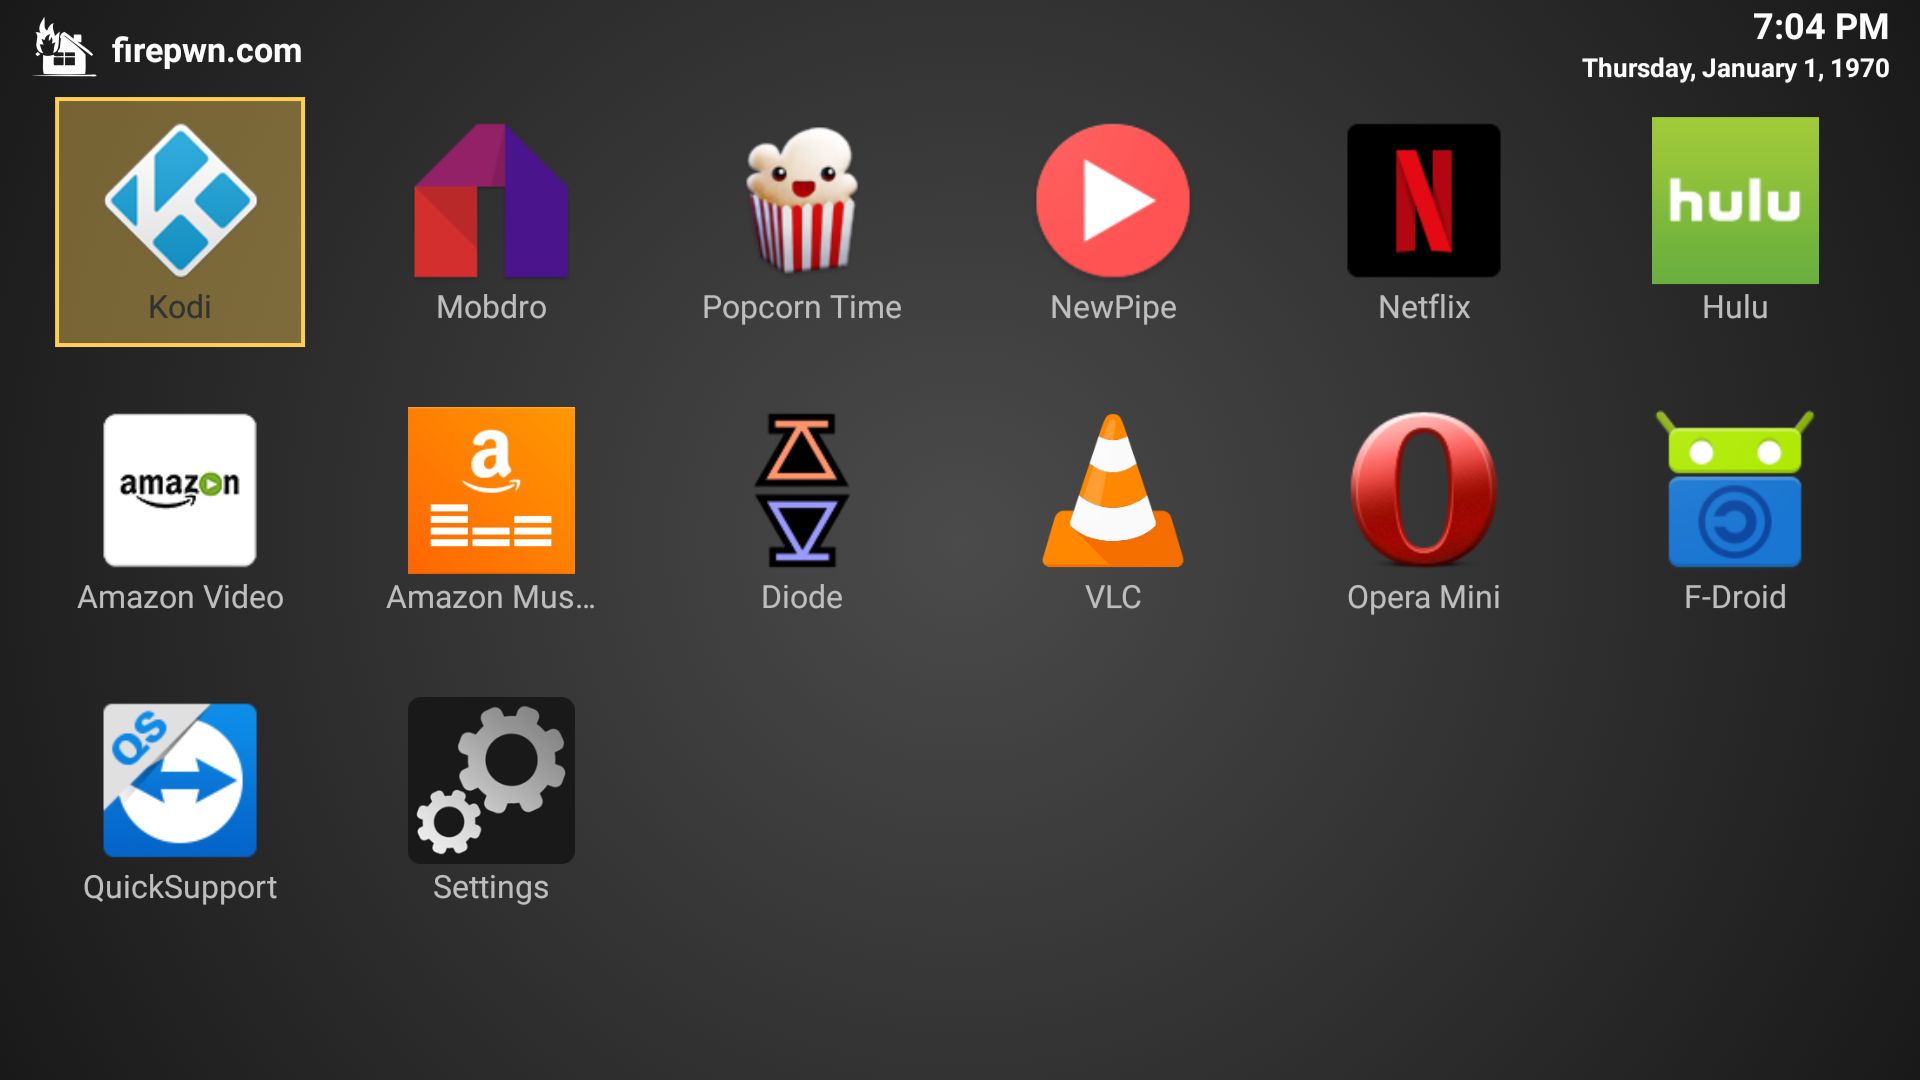 firepwn.com
7:04 PM
Thursday, January 1, 1970
Kodi
Mobdro
Popcorn Time
NewPipe
N
Netflix
hulu
Hulu
amazon
Amazon Video
a
Amazon Mus...
Diode
VLC
Opera Mini
F-Droid
QS
QuickSupport
Settings